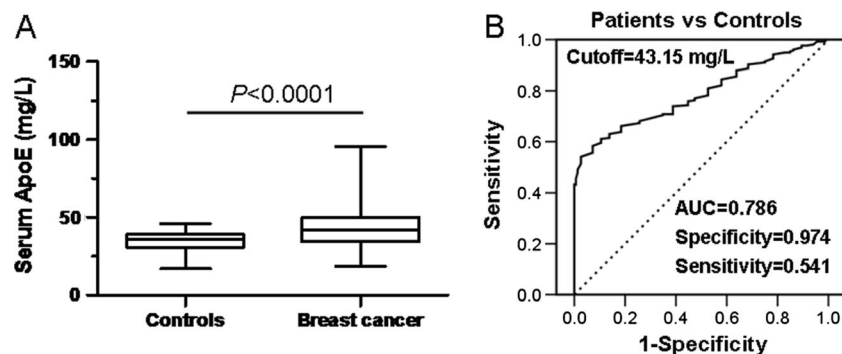 A
Serum ApoE (mg/L)
150
100
50
0
P<0.0001
Controls
Breast cancer
B
Patients vs Controls
Sensitivity
1.0
0.8
0.6
0.4
0.2
0.0
Cutoff=43.15 mg/L
AUC=0.786
Specificity=0.974
Sensitivity=0.541
0.0 0.2 0.4 0.6 0.8 1.0
1-Specificity